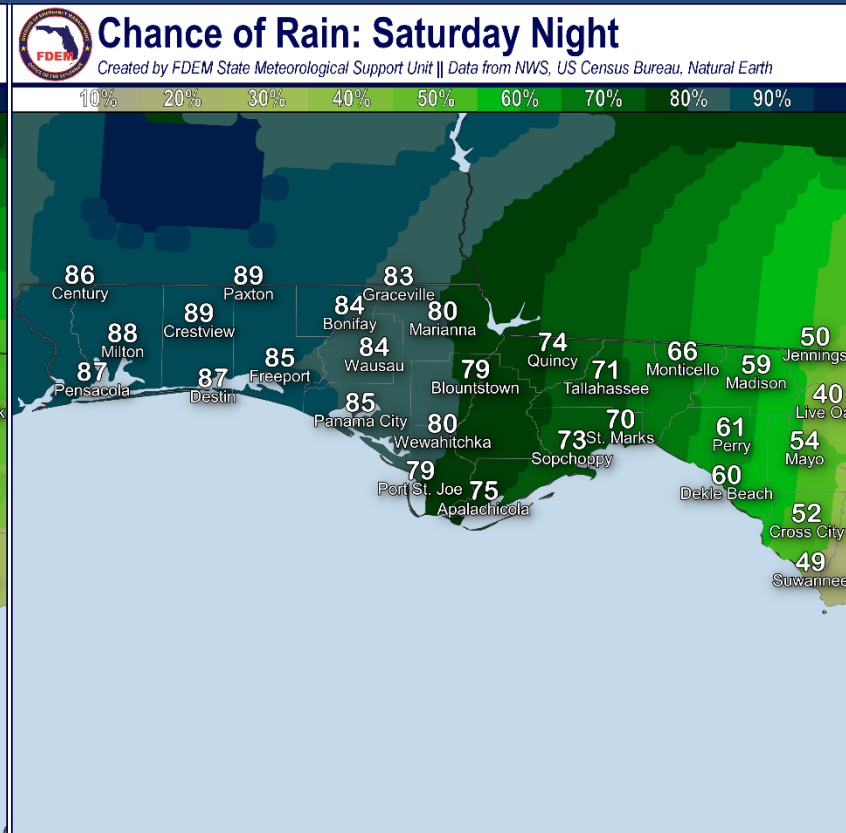 Chance of Rain: Saturday Night
FDEM
Created by FDEM State Meteorological Support Unit || Data from NWS, US Census Bureau, Natural Earth
10% 20% 30% 40% 50% 60% 70% 80% 90%
86
Century
89
Paxton
83
Graceville
89
Crestview
84
Bonifay
80
Marianna
88
Milton
84
Wausau
74
Quincy
66
Monticello
50
Jennings
87
Pensacola
87
Destin
85
Freeport
79
Blountstown
71
Tallahassee
59
Madison
40
Live Oa
85
Panama City
80
Wewahitchka
73
Sopchoppy
70
St. Marks
61
Perry
54
Mayo
79
Port St. Joe
75
Apalachicola
60
Dekle Beach
52
Cross City
49
Suwannee